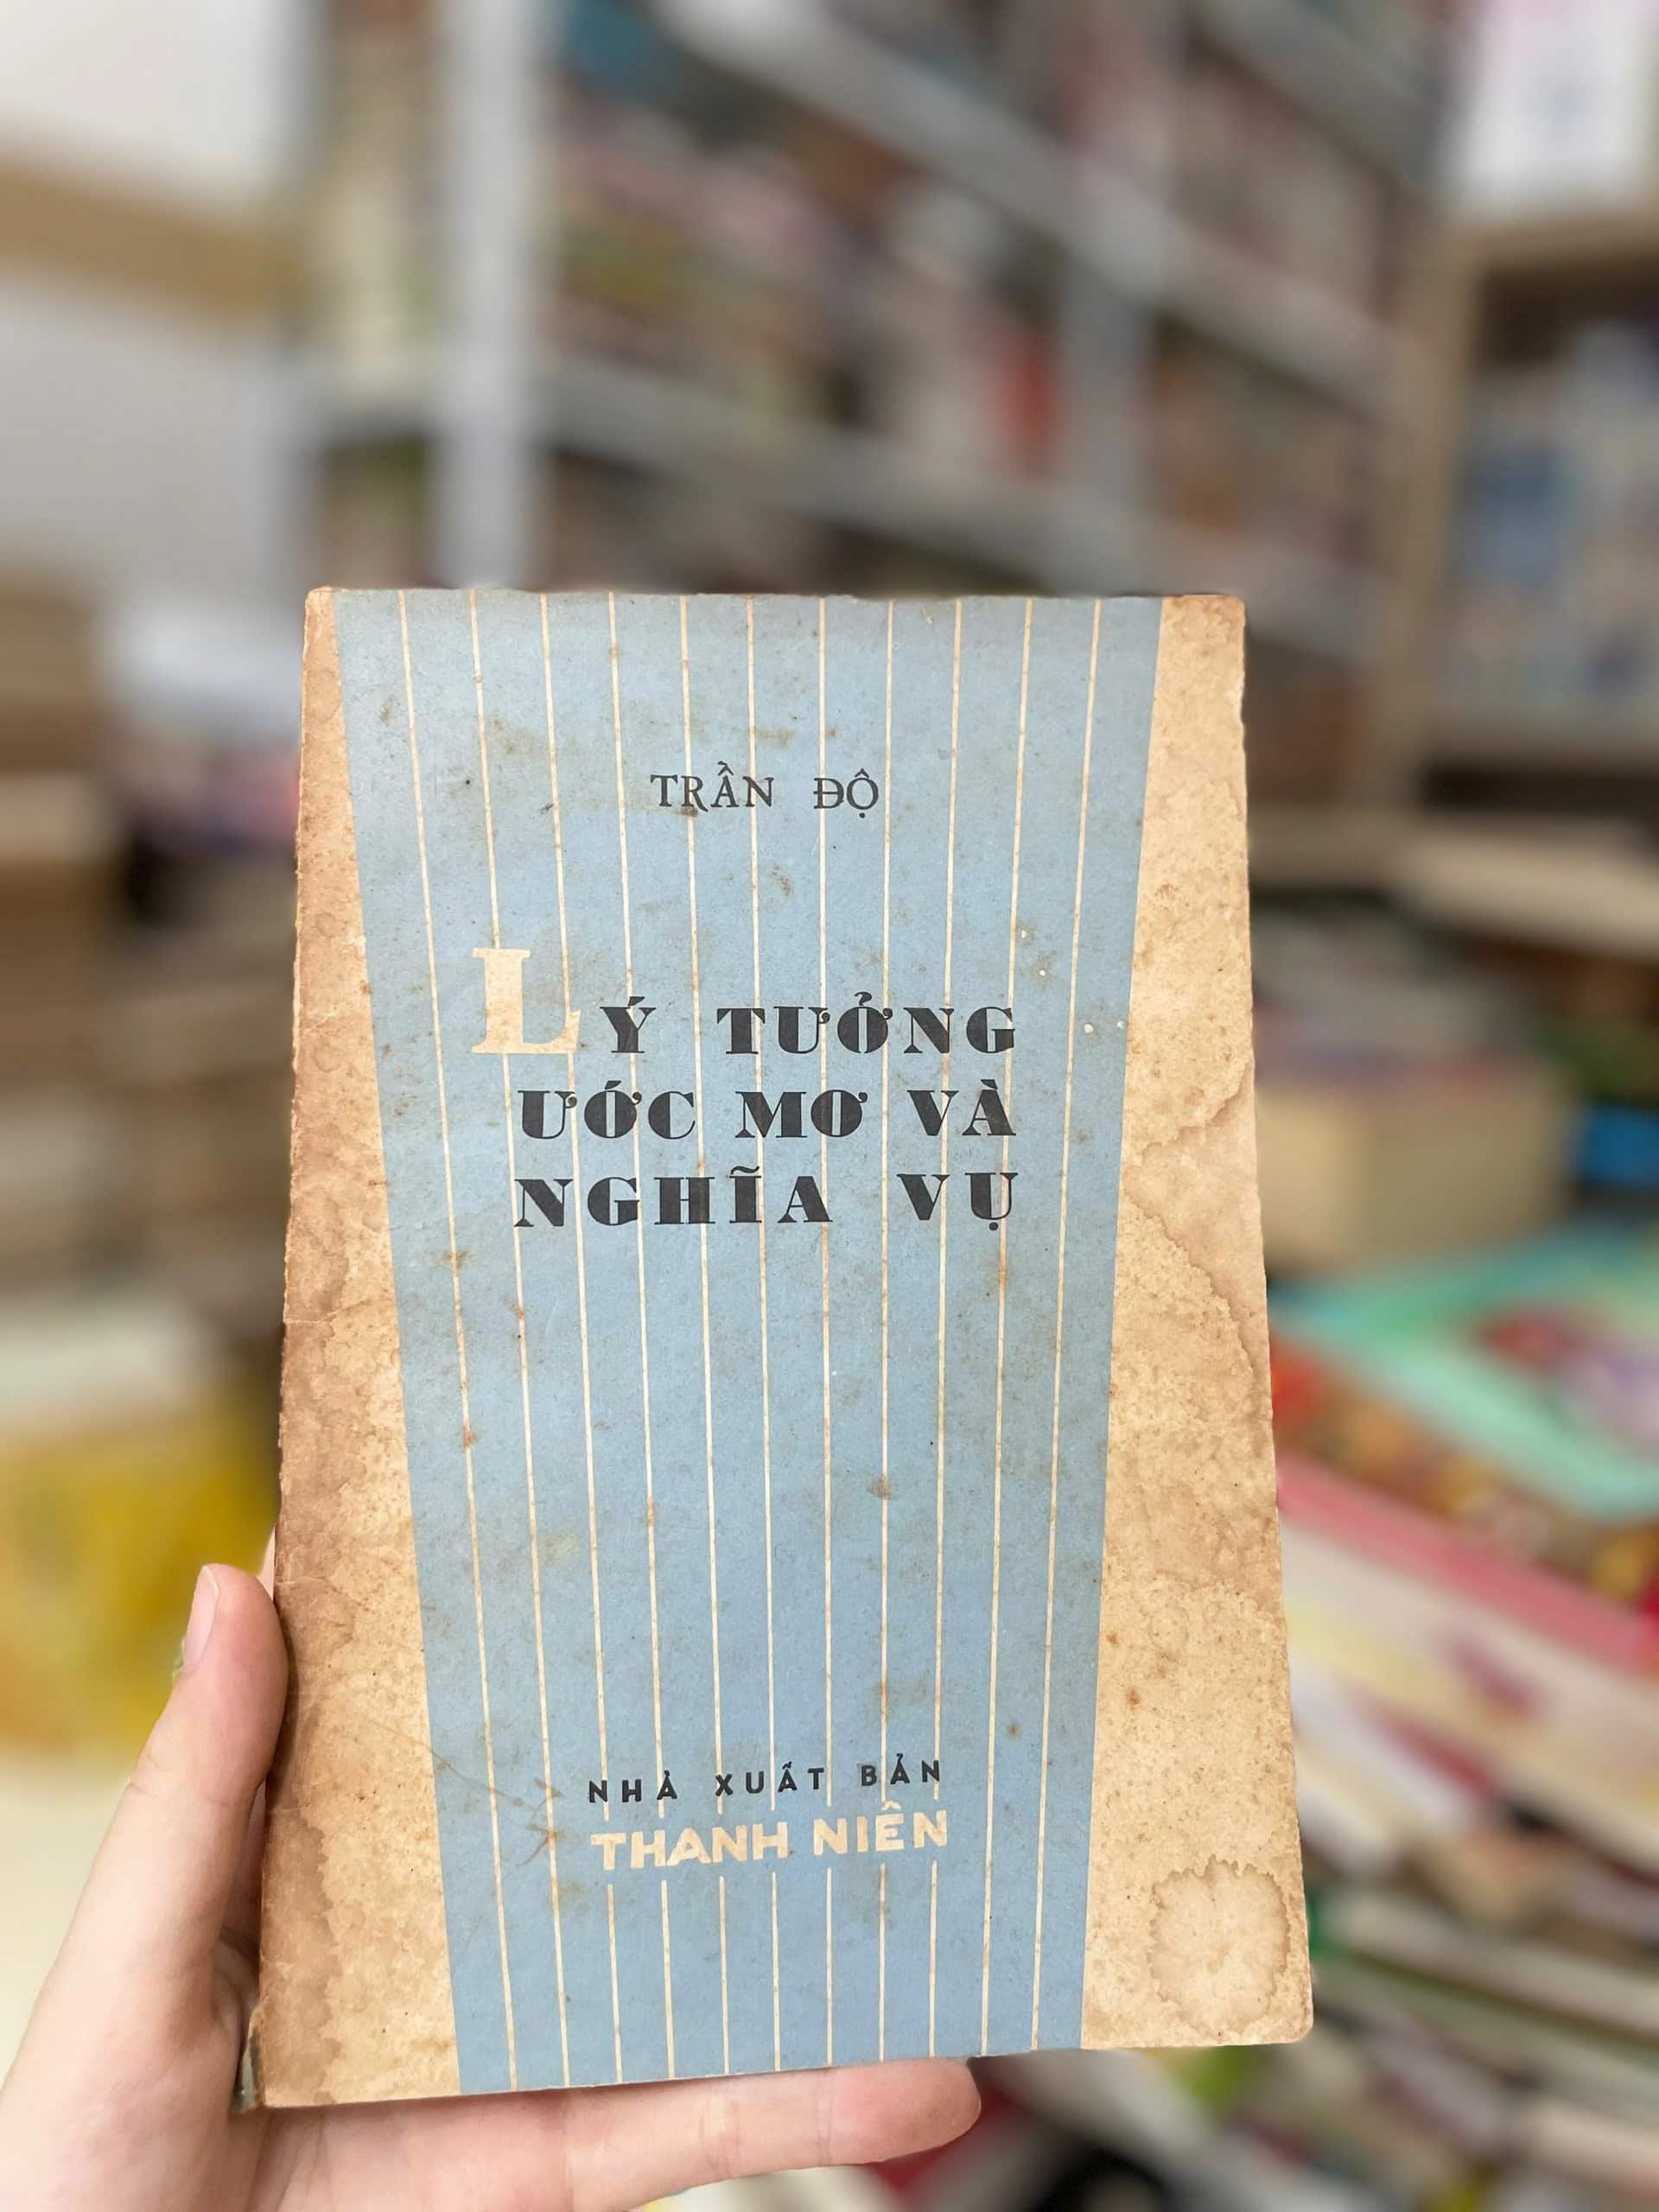 TRẦN ĐỘ
LÝ TƯỞNG
ƯỚC MƠ VÀ
NGHĨA VỤ
NHÀ XUẤT BẢN
THANH NIÊN